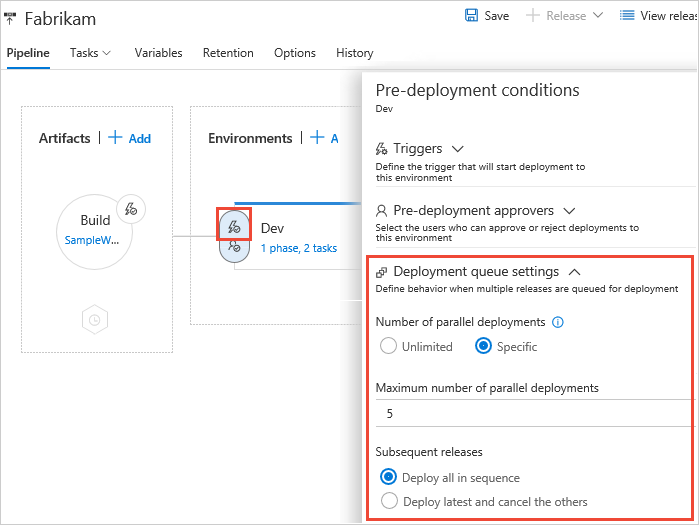 Fabrikam
Save
Release
View relea
Pipeline
Tasks
Variables
Retention
Options
History
Artifacts | + Add
Environments | + A
Build
SampleW...
Dev
1 phase, 2 tasks
Pre-deployment conditions
Dev
Triggers
Define the trigger that will start deployment to
this environment
Pre-deployment approvers
Select the users who can approve or reject deployments to
this environment
Deployment queue settings
Define behavior when multiple releases are queued for deployment
Number of parallel deployments
Unlimited
Specific
Maximum number of parallel deployments
5
Subsequent releases
Deploy all in sequence
Deploy latest and cancel the others